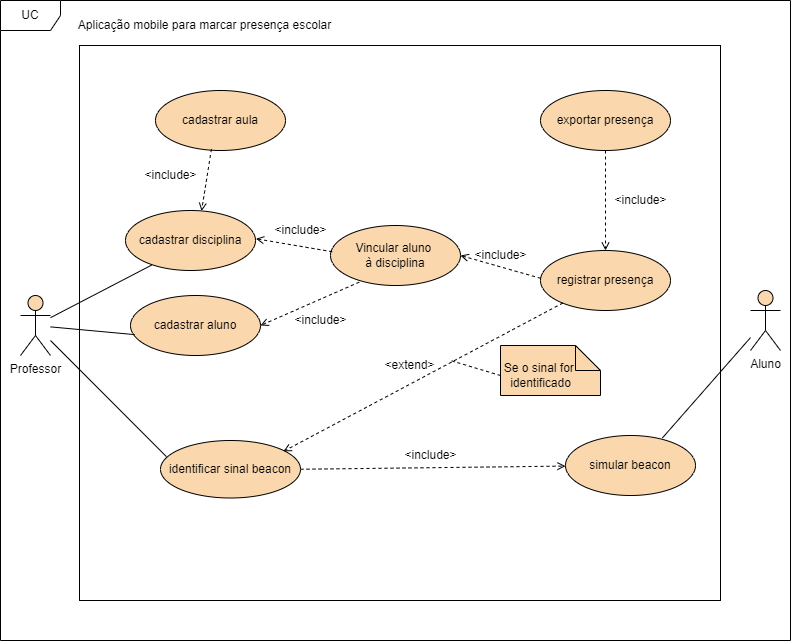 UC
Aplicação mobile para marcar presença escolar
cadastrar aula
exportar presença
<include>
<include>
cadastrar disciplina
<include>
Vincular aluno
à disciplina
<include>
registrar presença
cadastrar aluno
<include>
Professor
Aluno
<extend>
Se o sinal for
identificado
identificar sinal beacon
<include>
simular beacon